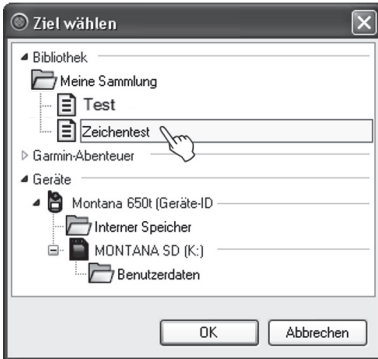 Ziel wählen
Bibliothek
Meine Sammlung
Test
Zeichentest
Garmin-Abenteuer
Geräte
Montana 650t (Geräte-ID
Interner Speicher
MONTANA SD (K:)
Benutzerdaten
OK
Abbrechen